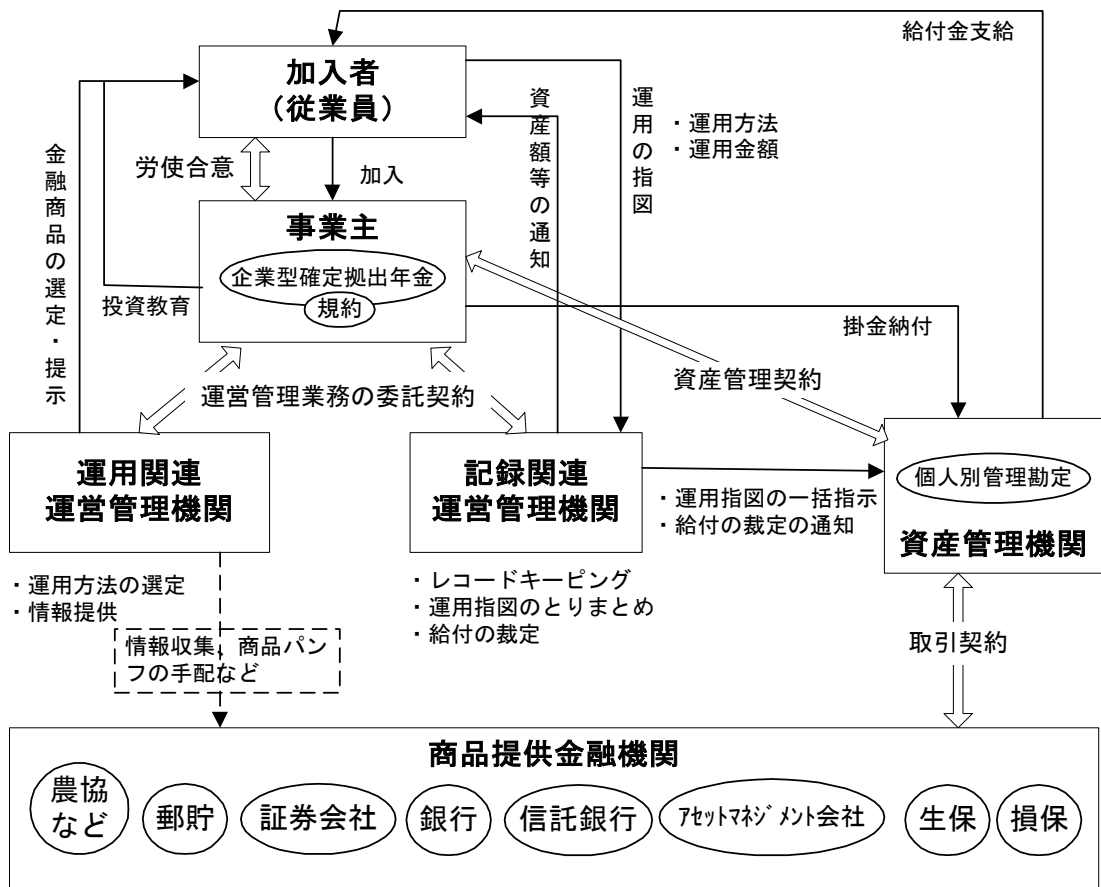 給付金支給
加入者
（従業員）
金融商品の選定・提示
資産額等の通知
運用の指図
・運用方法
・運用金額
労使合意
加入
事業主
企業型確定拠出年金
規約
投資教育
掛金納付
資産管理契約
運営管理業務の委託契約
運用関連
運営管理機関
記録関連
運営管理機関
個人別管理勘定
資産管理機関
・運用指図の一括指示
・給付の裁定の通知
・運用方法の選定
・情報提供
・レコードキーピング
・運用指図のとりまとめ
・給付の裁定
情報収集、商品パン
フの手配など
取引契約
商品提供金融機関
農協
など
郵貯
証券会社
銀行
信託銀行
ｱｾｯﾄﾏﾈｼﾞﾒﾝﾄ会社
生保
損保